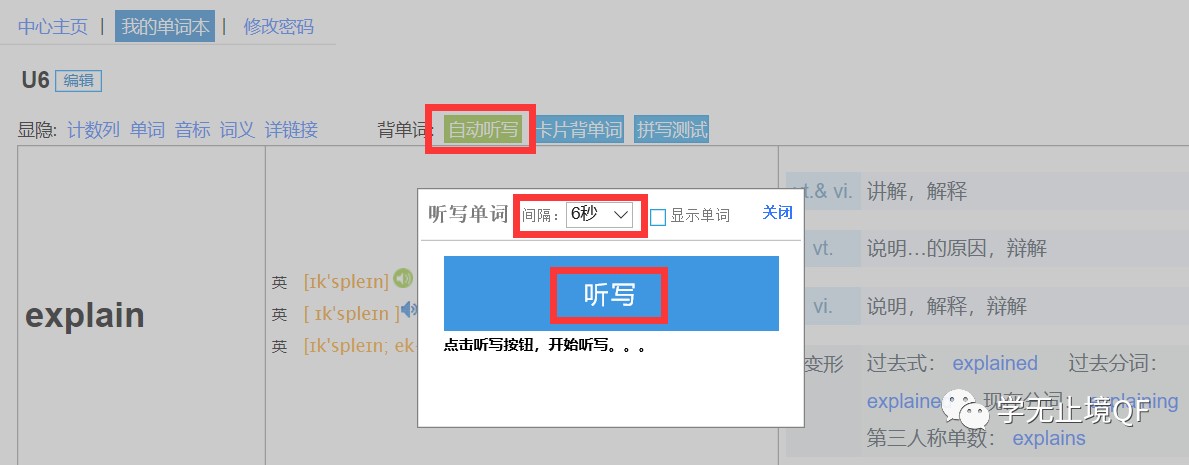 中心主页 | 我的单词本 | 修改密码
U6 编辑
显隐: 计数列 单词 音标 词义 详链接 背单词: 自动听写 卡片背单词 拼写测试
explain
英 [ɪk'spleɪn]
英 [ ɪk'spleɪn ]
英 [ɪk'spleɪn; ek-
听写单词 间隔: 6秒 显示单词 关闭
听写
点击听写按钮，开始听写。。。
vt.& vi. 讲解，解释
vt. 说明...的原因，辩解
vi. 说明，解释，辩解
变形 过去式： explained 过去分词：
explained 现在分词： explaining
第三人称单数： explains
学无止境QF